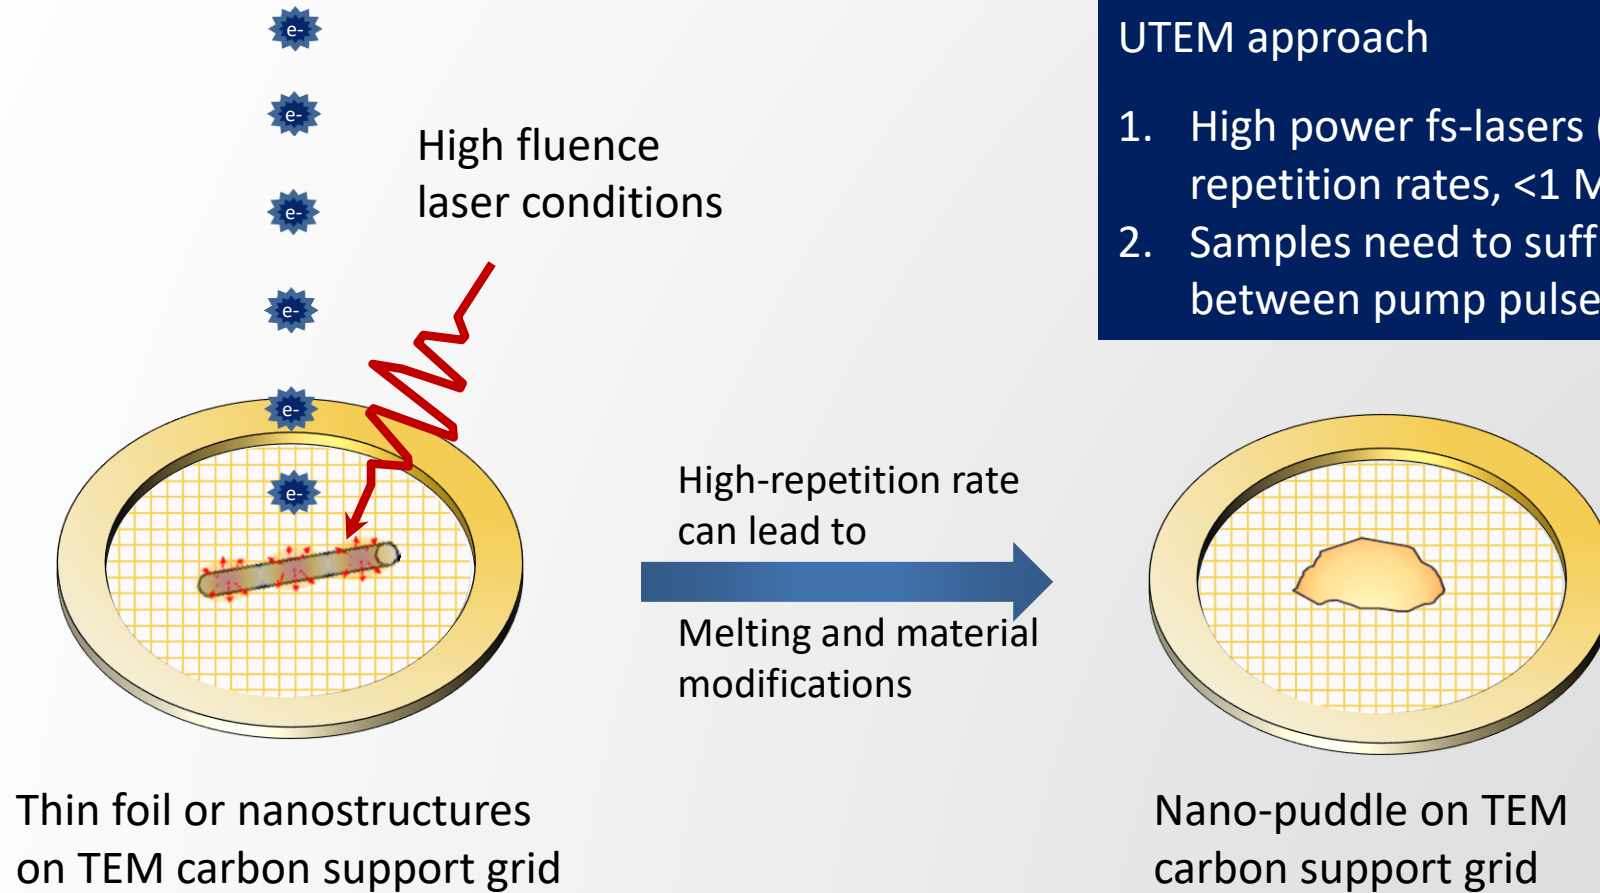 e-
e-
e-
e-
e-
e-
High fluence
laser conditions
UTEM approach
1. High power fs-lasers (
repetition rates, <1 M
2. Samples need to suff
between pump pulse
High-repetition rate
can lead to
Melting and material
modifications
Thin foil or nanostructures
on TEM carbon support grid
Nano-puddle on TEM
carbon support grid